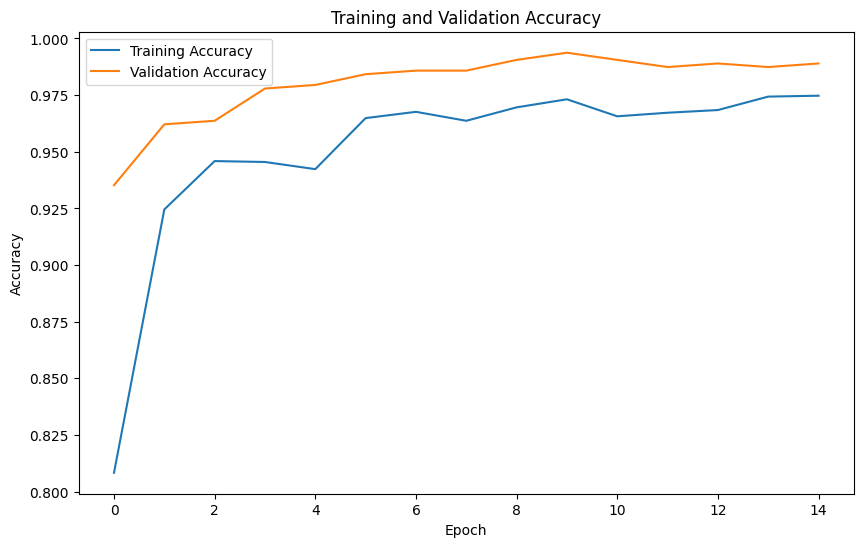 Training and Validation Accuracy
Training Accuracy
Validation Accuracy
1.000
0.975
0.950
0.925
0.900
0.875
0.850
0.825
0.800
Accuracy
0 2 4 6 8 10 12 14
Epoch